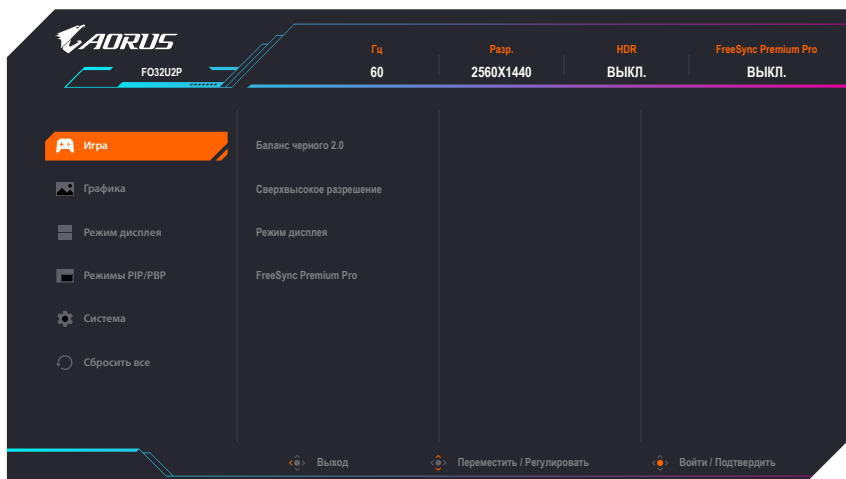 AORUS
FO32U2P
Гц Разр. HDR FreeSync Premium Pro
60 2560X1440 ВЫКЛ. ВЫКЛ.
Игра
Графика
Режим дисплея
Режимы PIP/PBP
Система
Сбросить все
Баланс черного 2.0
Сверхвысокое разрешение
Режим дисплея
FreeSync Premium Pro
Выход Переместить / Регулировать Войти / Подтвердить